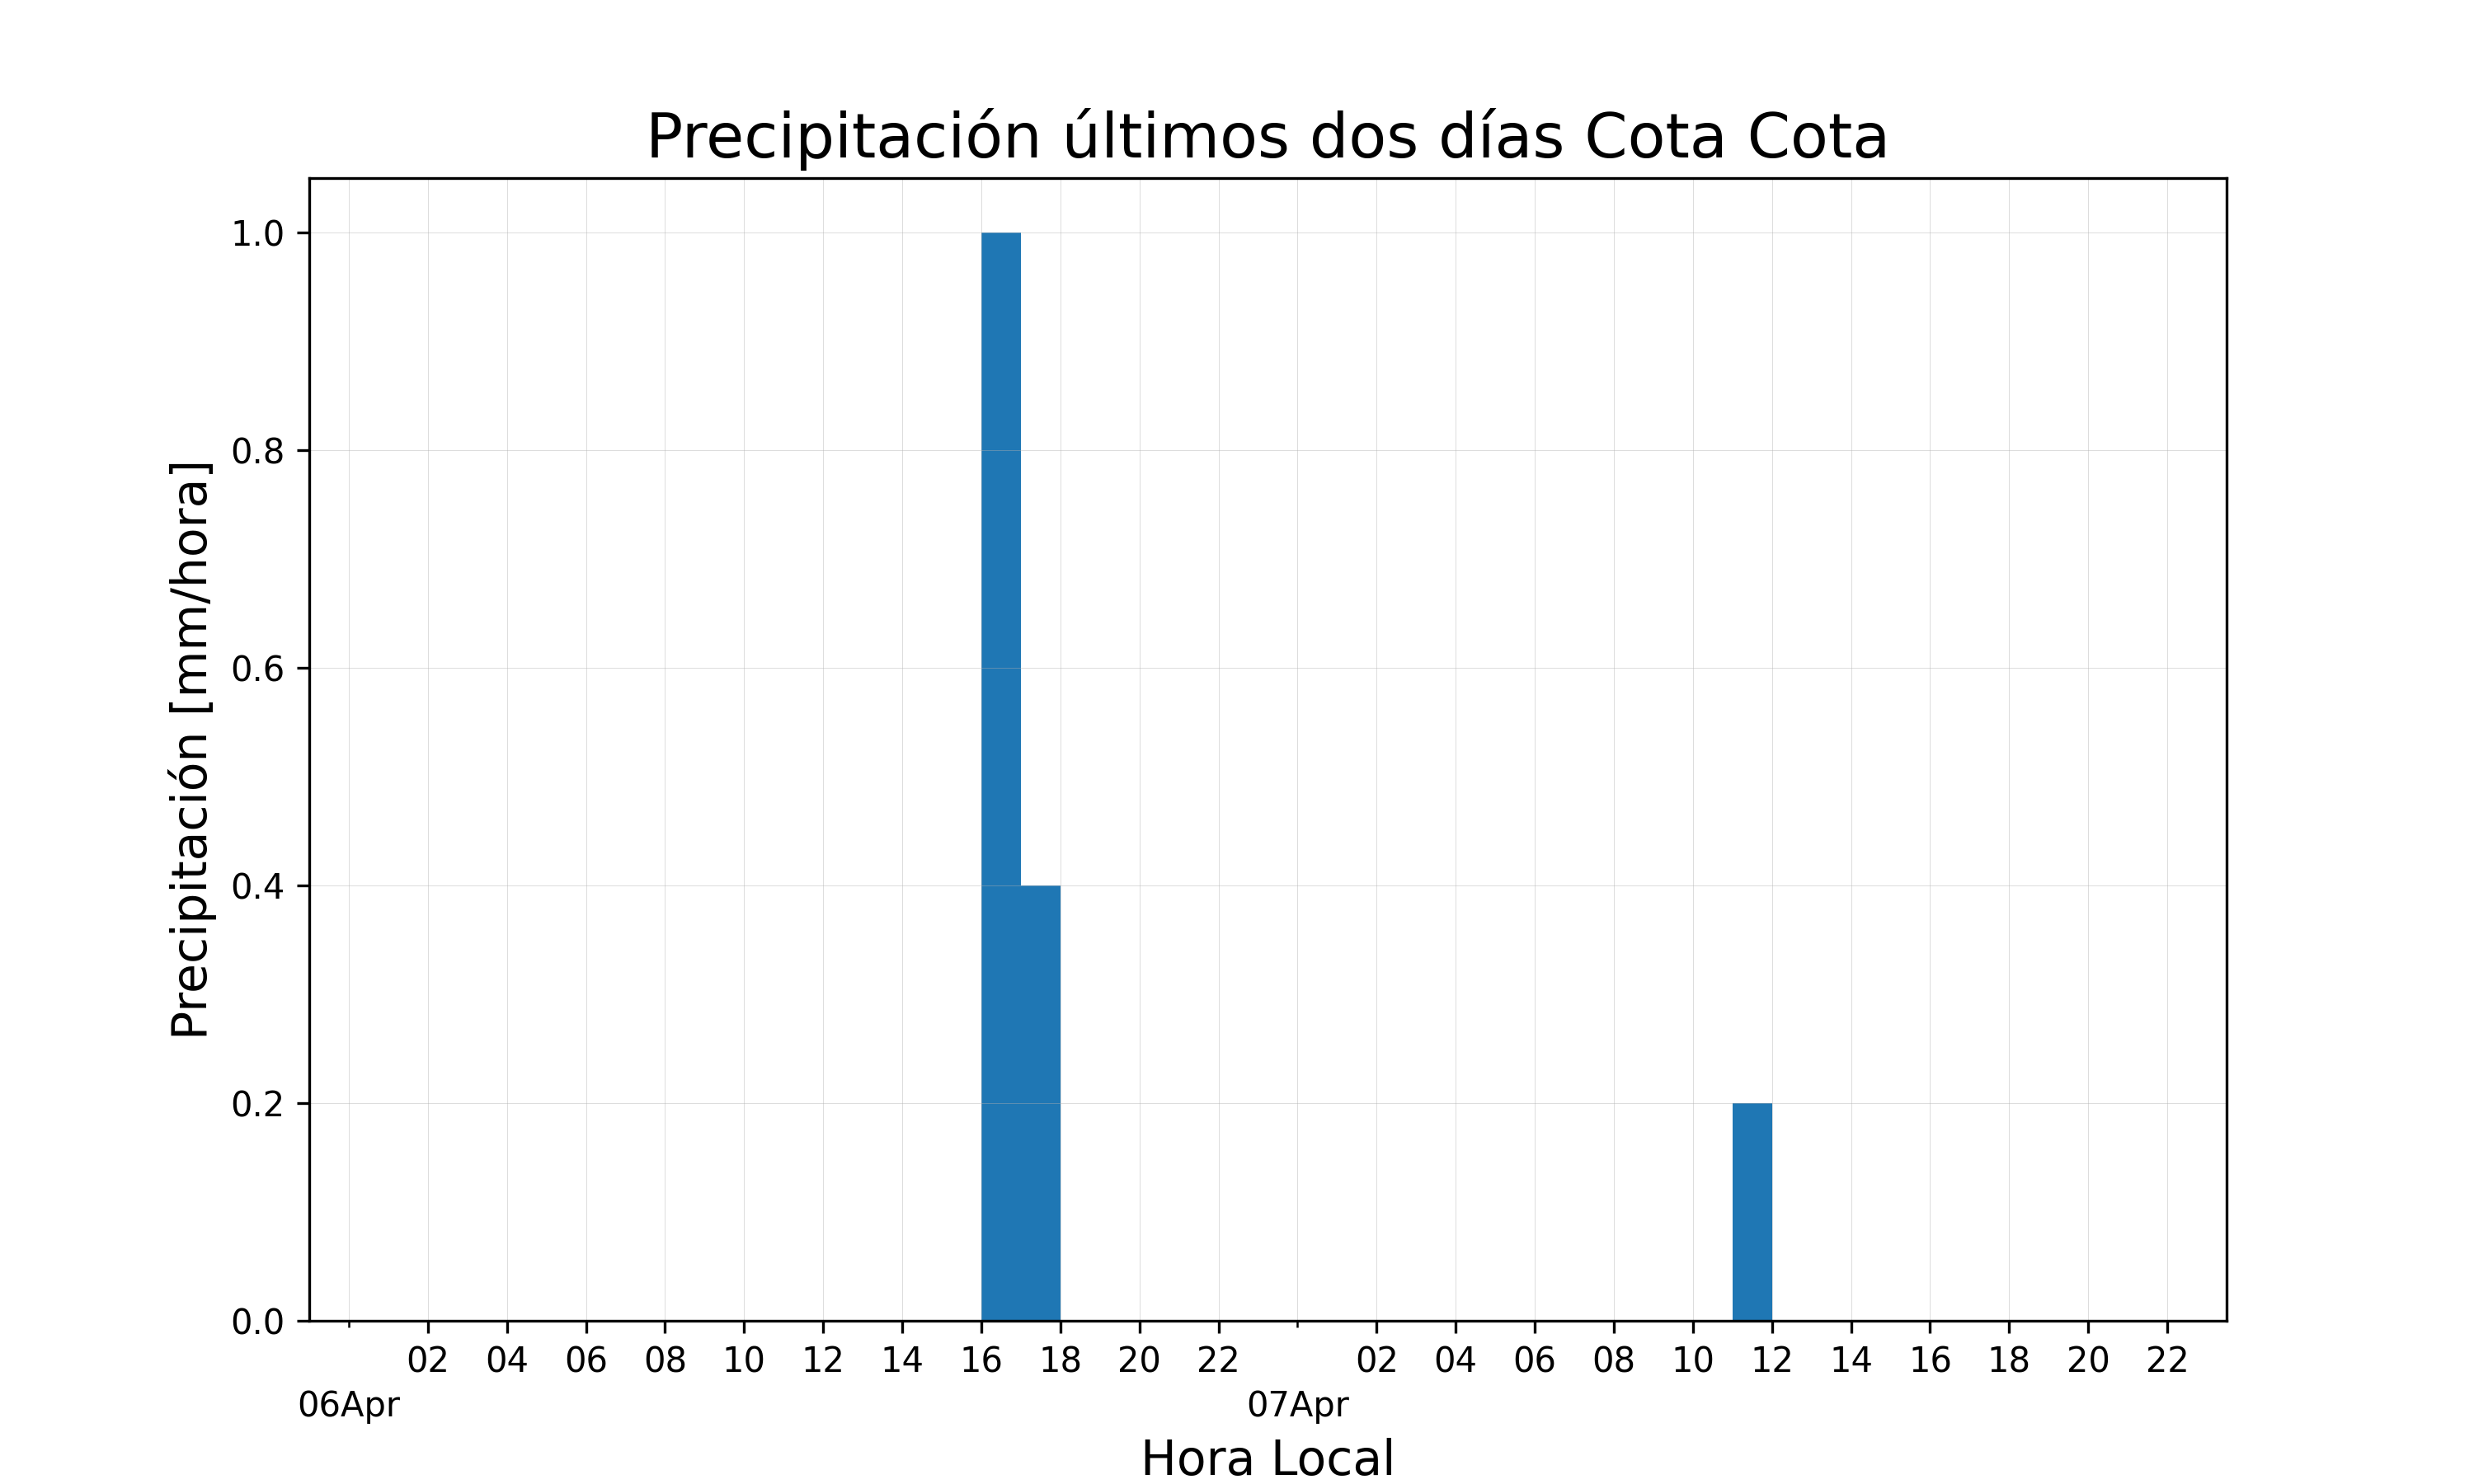 Precipitación últimos dos días Cota Cota
Precipitación [mm/hora]
1.0
0.8
0.6
0.4
0.2
0.0
02 04 06 08 10 12 14 16 18 20 22 02 04 06 08 10 12 14 16 18 20 22
06Apr 07Apr
Hora Local